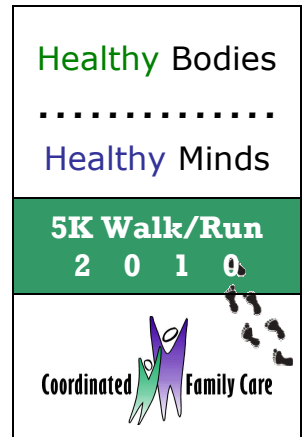 Healthy Bodies
...............
Healthy Minds
5K Walk/Run
2 0 1 0
Coordinated Family Care